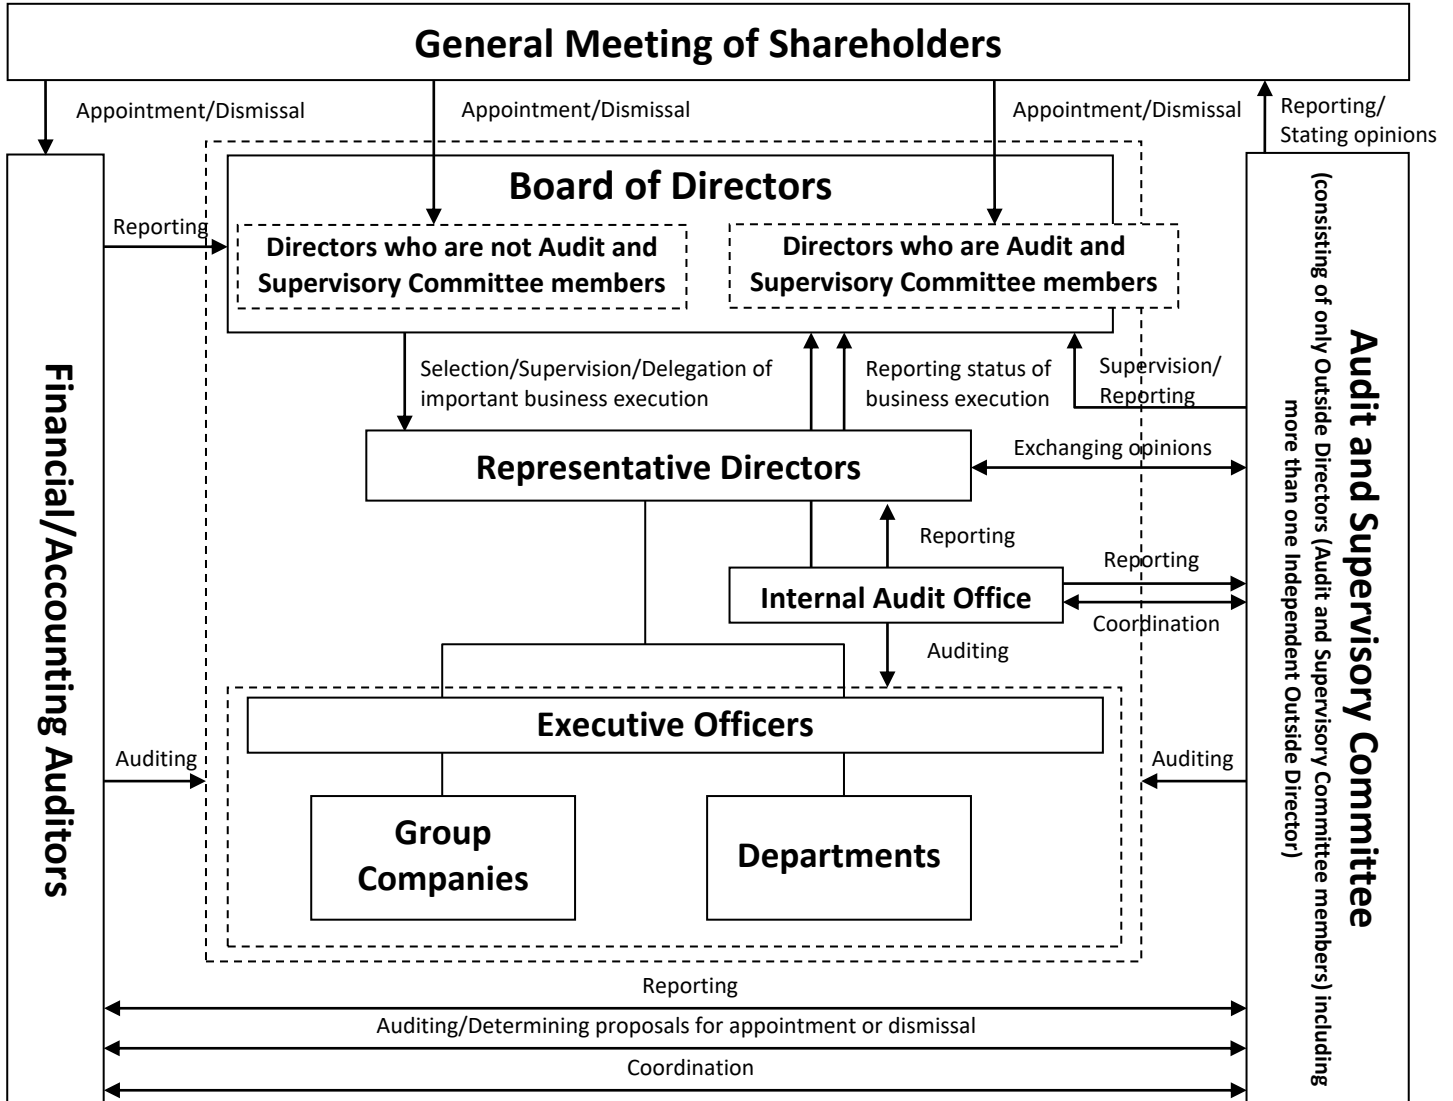 General Meeting of Shareholders
Appointment/Dismissal
Appointment/Dismissal
Appointment/Dismissal
Reporting/
Stating opinions
Board of Directors
Reporting
Directors who are not Audit and
Supervisory Committee members
Directors who are Audit and
Supervisory Committee members
Selection/Supervision/Delegation of
important business execution
Reporting status of
business execution
Supervision/
Reporting
Representative Directors
Exchanging opinions
Reporting
Internal Audit Office
Reporting
Coordination
Auditing
Executive Officers
Auditing
Auditing
Group
Companies
Departments
Financial/Accounting Auditors
Audit and Supervisory Committee
(consisting of only Outside Directors (Audit and Supervisory Committee members) including
more than one Independent Outside Director)
Reporting
Auditing/Determining proposals for appointment or dismissal
Coordination